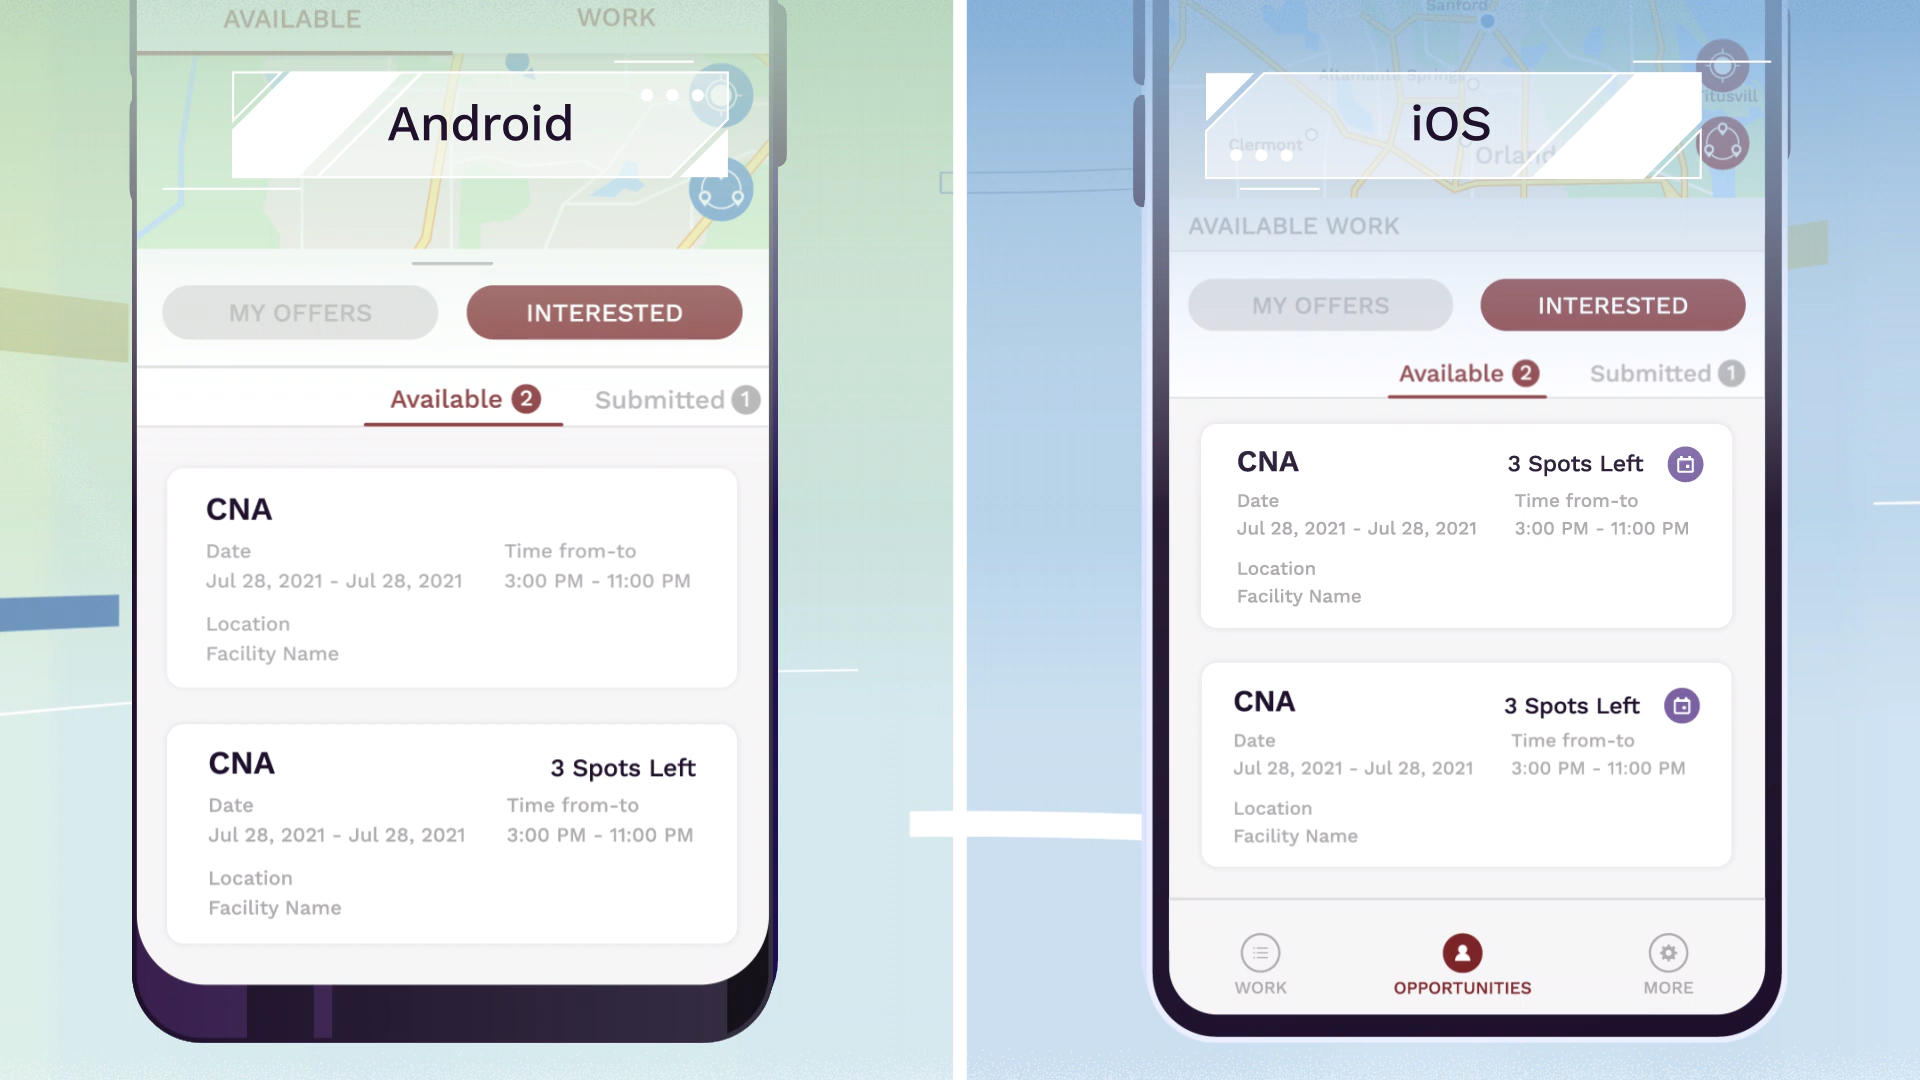 AVAILABLE
WORK
Android
MY OFFERS
INTERESTED
Available 2
Submitted 1
CNA
Date
Time from-to
Jul 28, 2021 - Jul 28, 2021
3:00 PM - 11:00 PM
Location
Facility Name
CNA
3 Spots Left
Date
Time from-to
Jul 28, 2021 - Jul 28, 2021
3:00 PM - 11:00 PM
Location
Facility Name
Sanford
Altamonte Springs
iOS
Titusvill
Clermont
Orland
AVAILABLE WORK
MY OFFERS
INTERESTED
Available 2
Submitted 1
CNA
3 Spots Left
Date
Time from-to
Jul 28, 2021 - Jul 28, 2021
3:00 PM - 11:00 PM
Location
Facility Name
CNA
3 Spots Left
Date
Time from-to
Jul 28, 2021 - Jul 28, 2021
3:00 PM - 11:00 PM
Location
Facility Name
WORK
OPPORTUNITIES
MORE